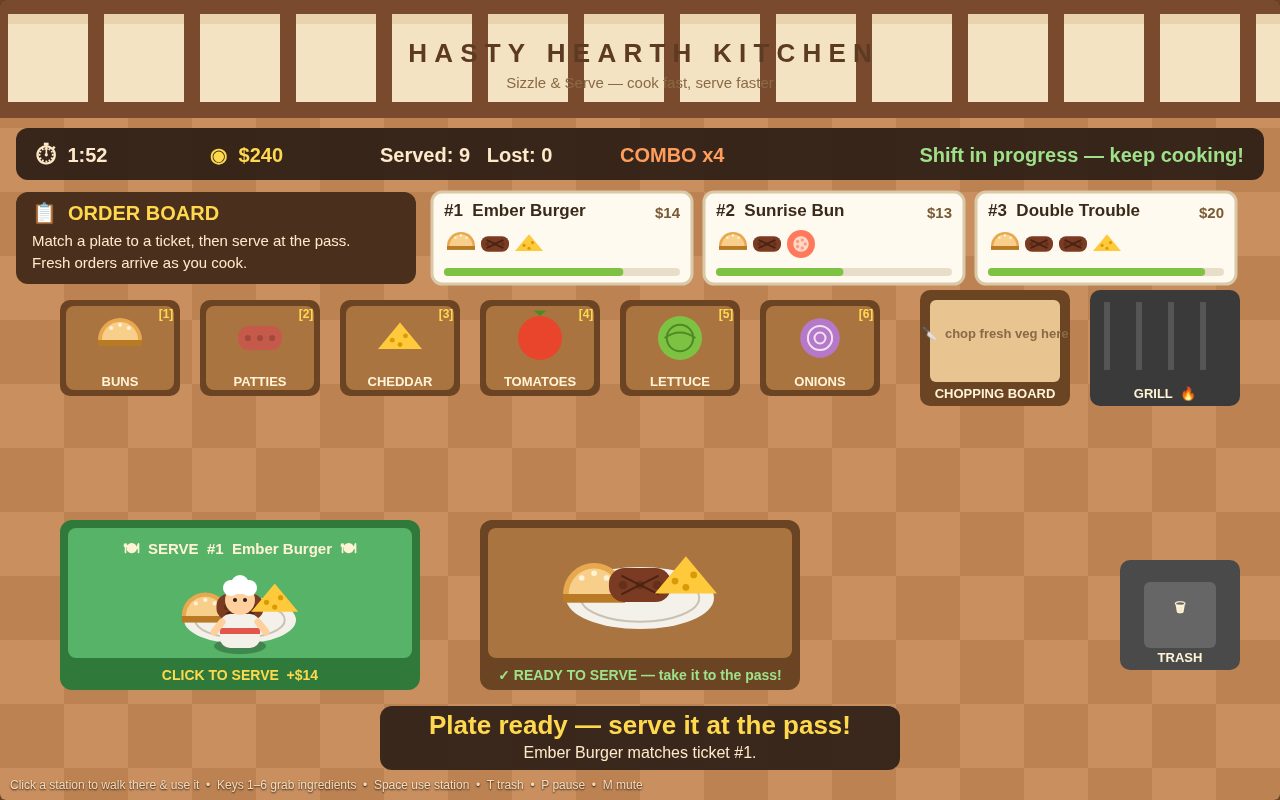 HASTY HEARTH KITCHEN
Sizzle & Serve — cook fast, serve faster
1:52 $240 Served: 9 Lost: 0 COMBO x4 Shift in progress — keep cooking!
ORDER BOARD
Match a plate to a ticket, then serve at the pass.
Fresh orders arrive as you cook.
#1 Ember Burger $14
#2 Sunrise Bun $13
#3 Double Trouble $20
[1] BUNS
[2] PATTIES
[3] CHEDDAR
[4] TOMATOES
[5] LETTUCE
[6] ONIONS
chop fresh veg here
CHOPPING BOARD
GRILL
SERVE #1 Ember Burger
CLICK TO SERVE +$14
✓ READY TO SERVE — take it to the pass!
TRASH
Plate ready — serve it at the pass!
Ember Burger matches ticket #1.
Click a station to walk there & use it • Keys 1–6 grab ingredients • Space use station • T trash • P pause • M mute